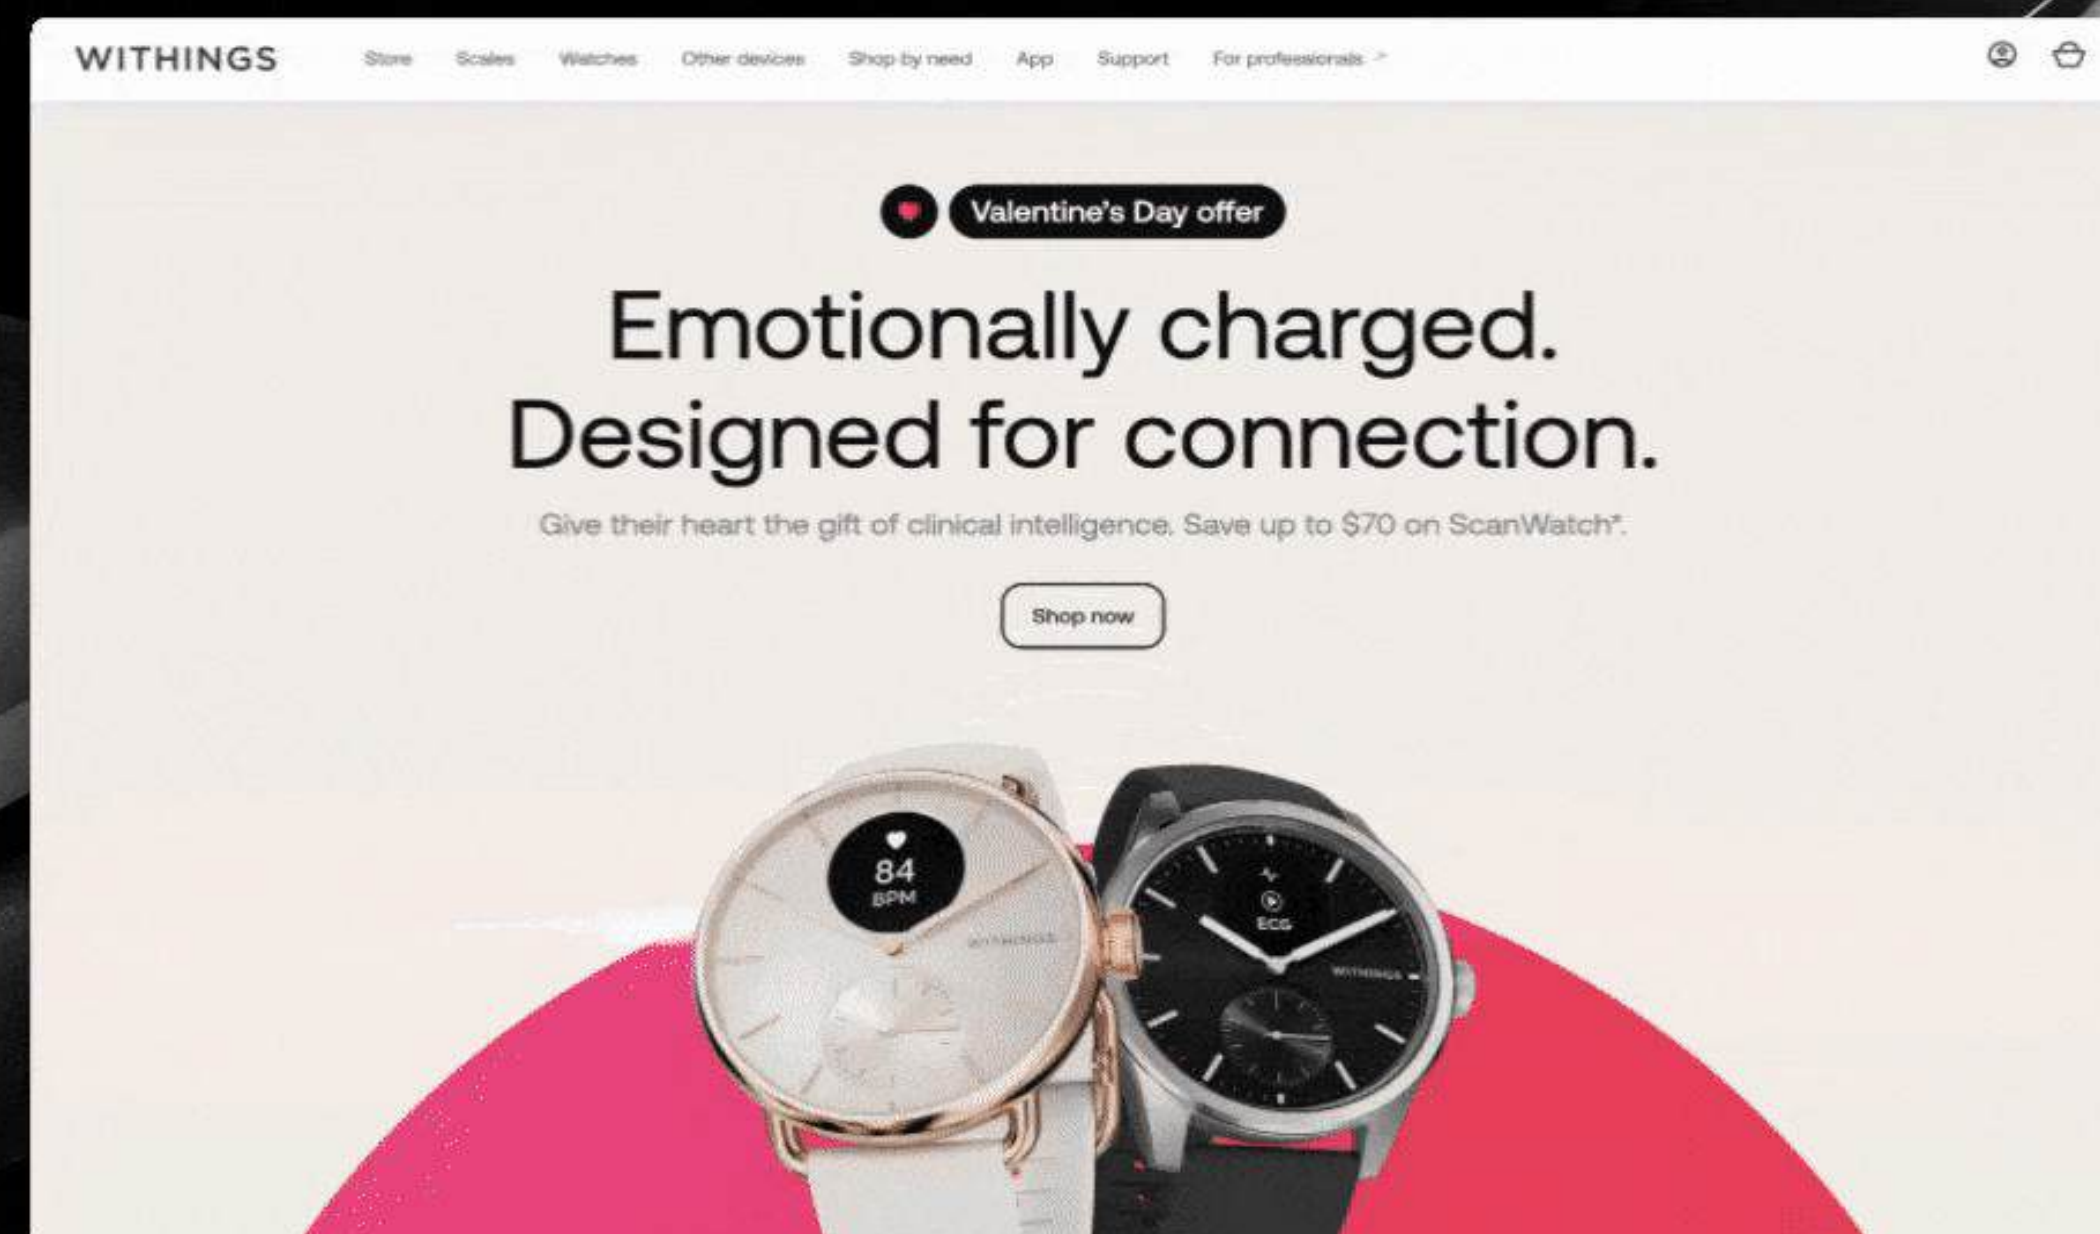 WITHINGS
Store Scales Watches Other devices Shop by need App Support For professionals ↗
Valentine's Day offer
Emotionally charged.
Designed for connection.
Give their heart the gift of clinical intelligence. Save up to $70 on ScanWatch*.
Shop now
84
BPM
WITHINGS
ECG
WITHINGS